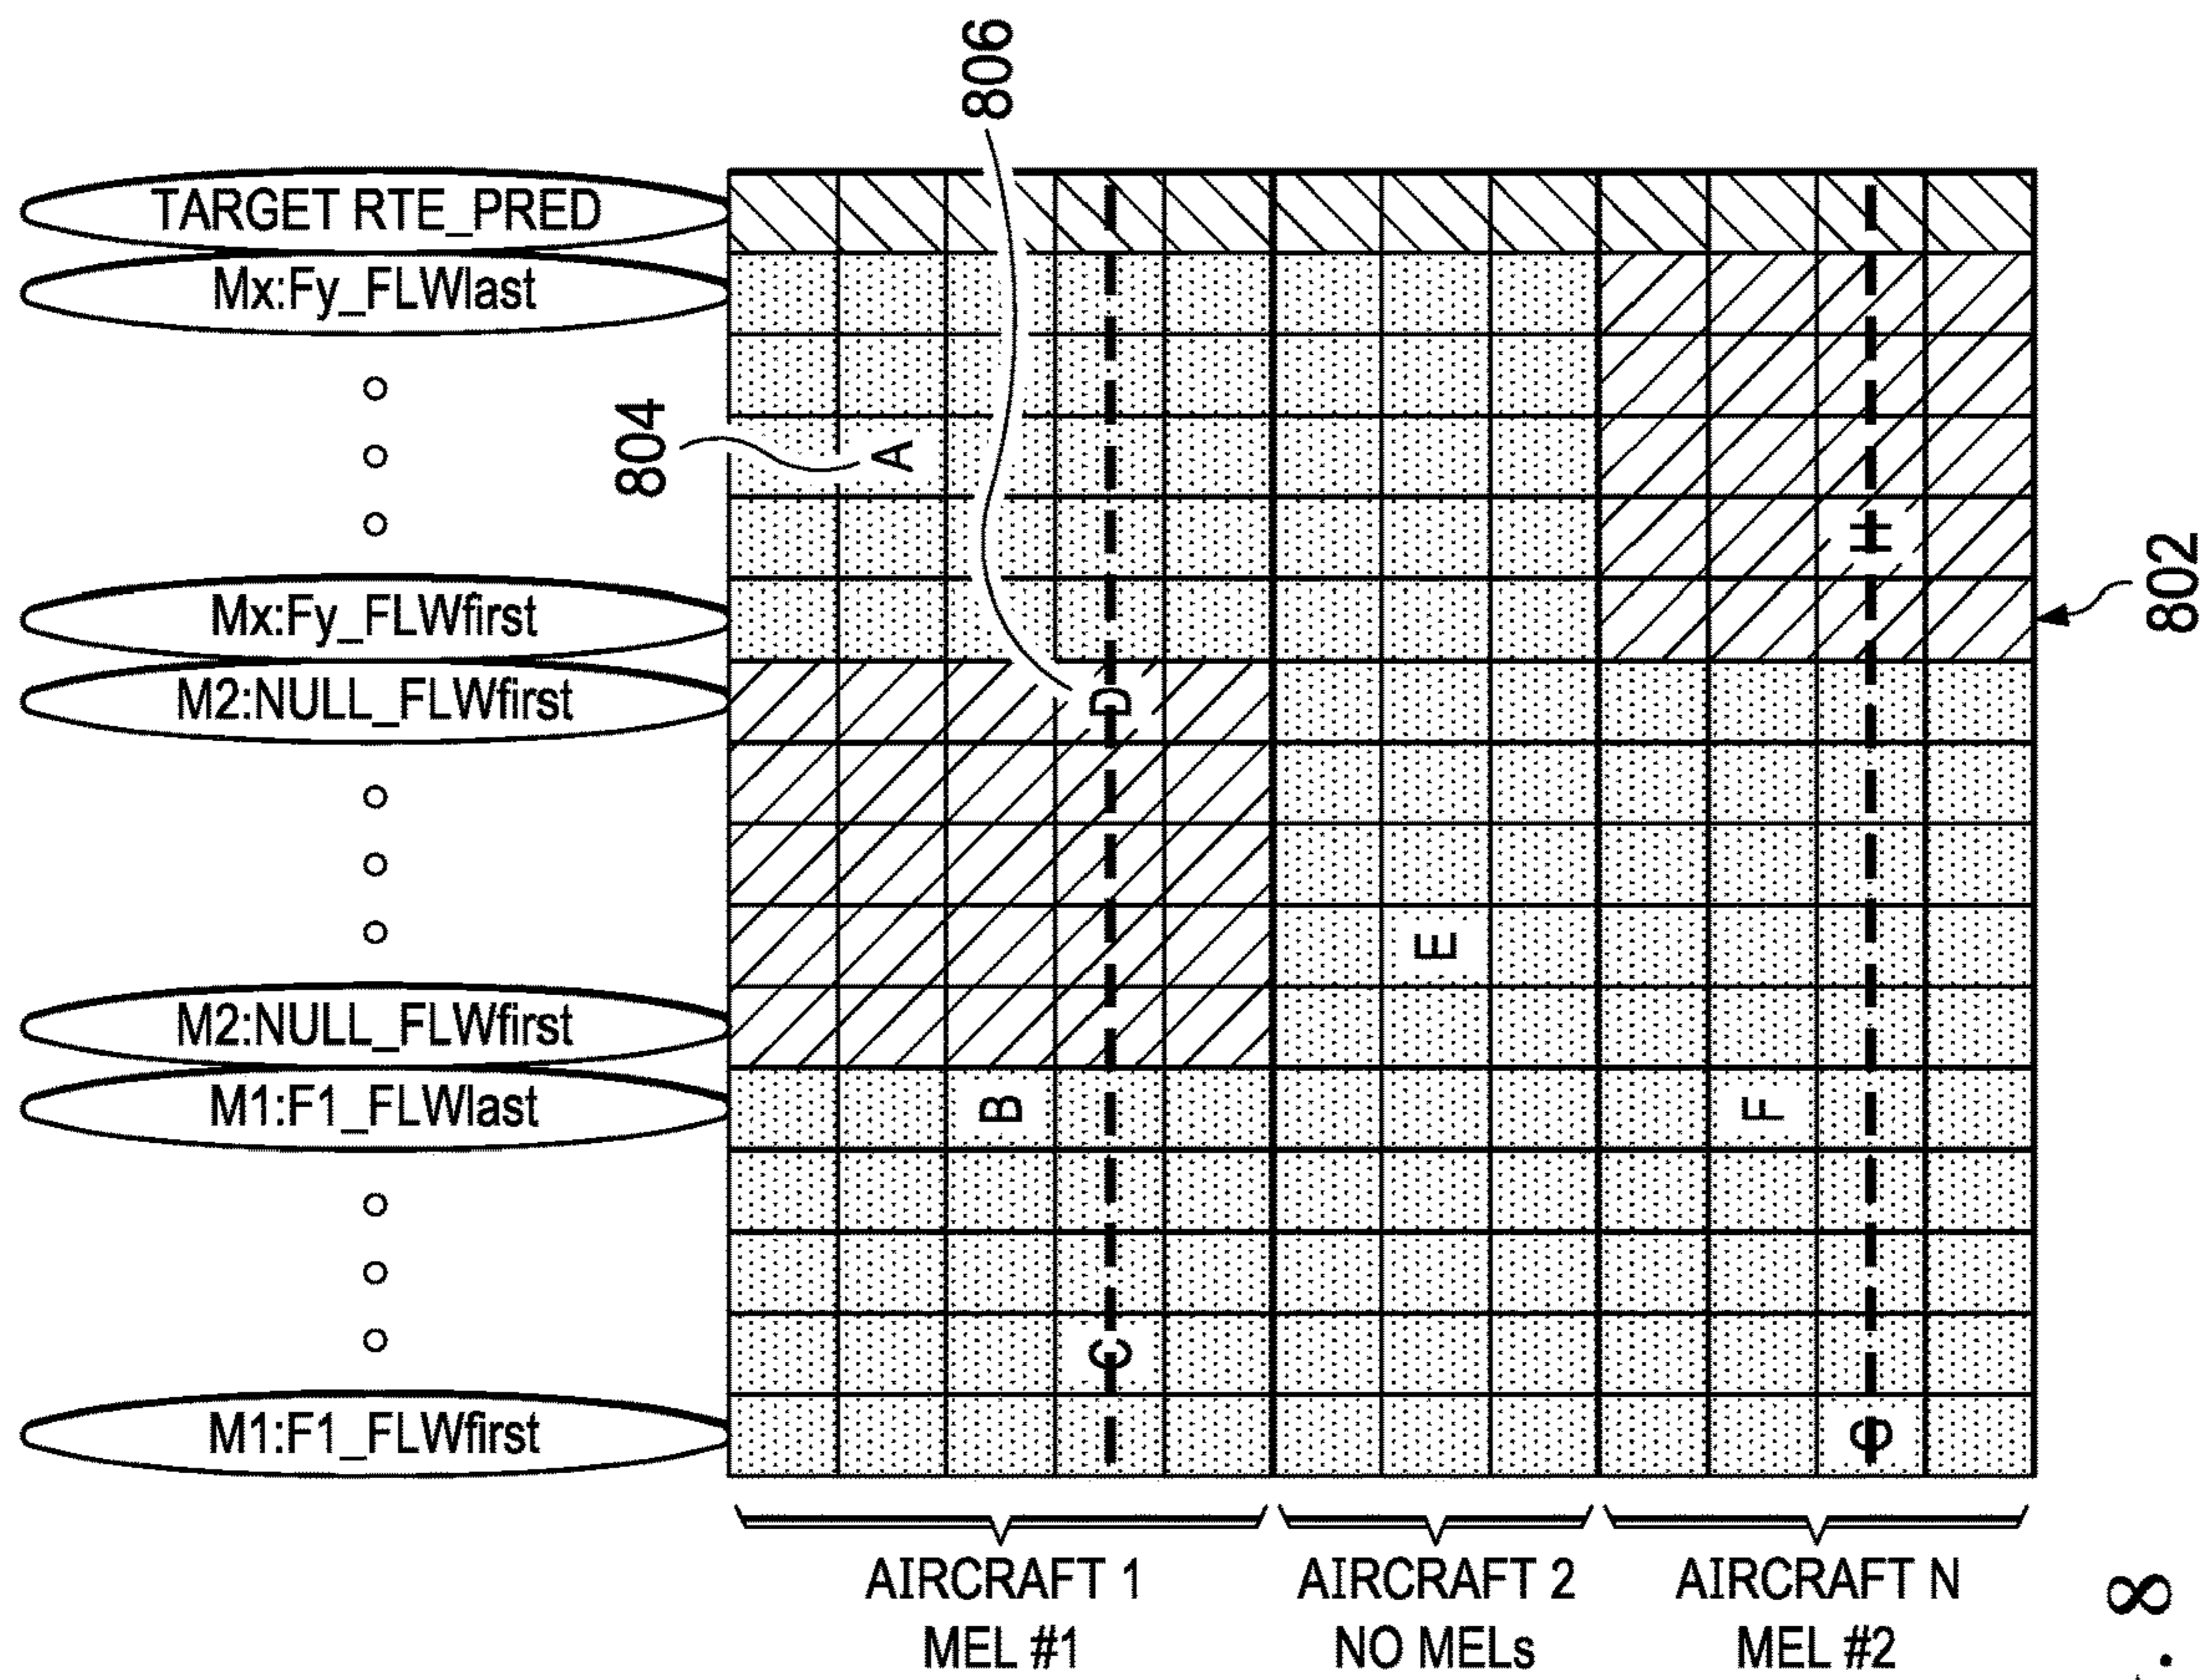 TARGET RTE_PRED
Mx:Fy_FLWlast
Mx:Fy_FLWfirst
M2:NULL_FLWfirst
M2:NULL_FLWfirst
M1:F1_FLWlast
M1:F1_FLWfirst
806
804
A
D
H
802
E
B
F
C
G
AIRCRAFT 1
MEL #1
AIRCRAFT 2
NO MELs
AIRCRAFT N
MEL #2
. 8